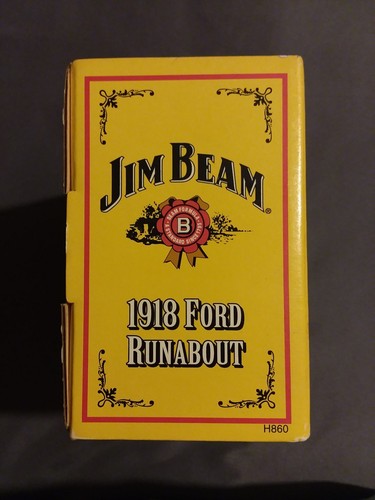 JIM BEAM®
B
1918 FORD
RUNABOUT
H860